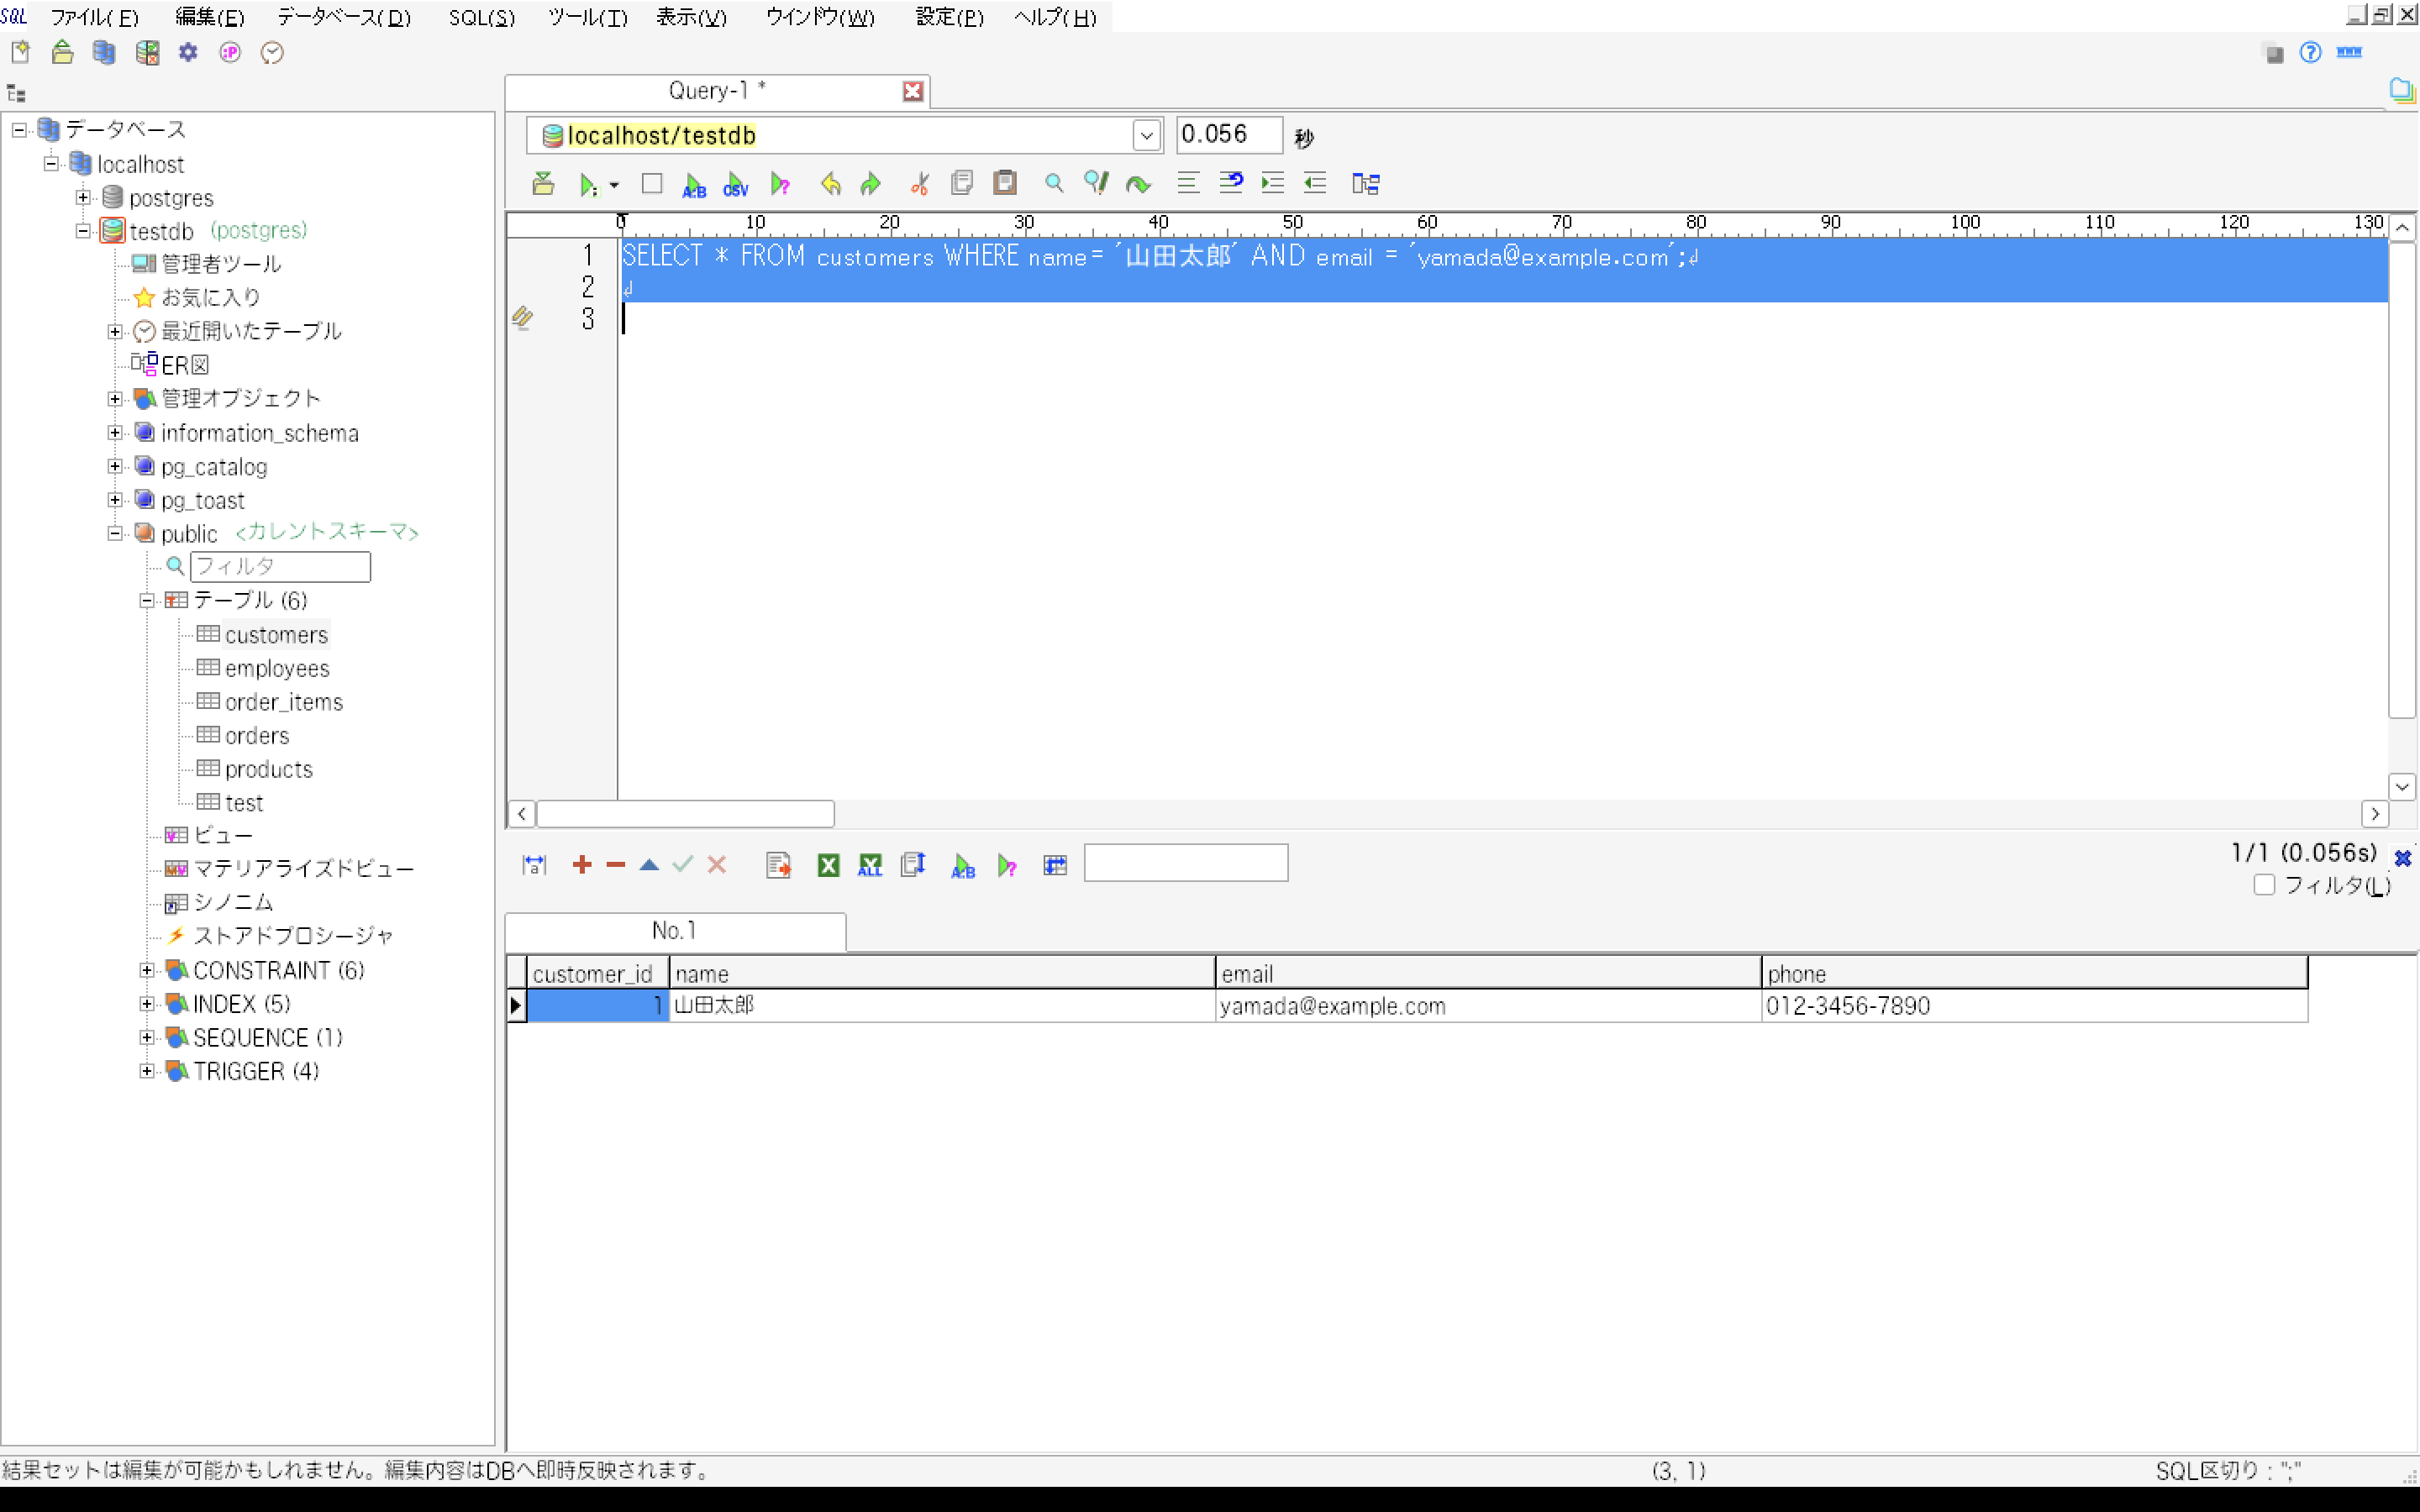 SQL ファイル(F) 編集(E) データベース(D) SQL(S) ツール(T) 表示(V) ウインドウ(W) 設定(P) ヘルプ(H)
Query-1 *
localhost/testdb 0.056 秒
データベース
localhost
postgres
testdb (postgres)
管理者ツール
お気に入り
最近開いたテーブル
ER図
管理オブジェクト
information_schema
pg_catalog
pg_toast
public <カレントスキーマ>
フィルタ
テーブル (6)
customers
employees
order_items
orders
products
test
ビュー
マテリアライズドビュー
シノニム
ストアドプロシージャ
CONSTRAINT (6)
INDEX (5)
SEQUENCE (1)
TRIGGER (4)
A:B CSV
0 10 20 30 40 50 60 70 80 90 100 110 120 130
1 SELECT * FROM customers WHERE name= '山田太郎' AND email = 'yamada@example.com';
2
3
ALL A:B
1/1 (0.056s)
フィルタ(L)
No.1
customer_id name email phone
1 山田太郎 yamada@example.com 012-3456-7890
結果セットは編集が可能かもしれません。編集内容はDBへ即時反映されます。 (3, 1) SQL区切り : ";"